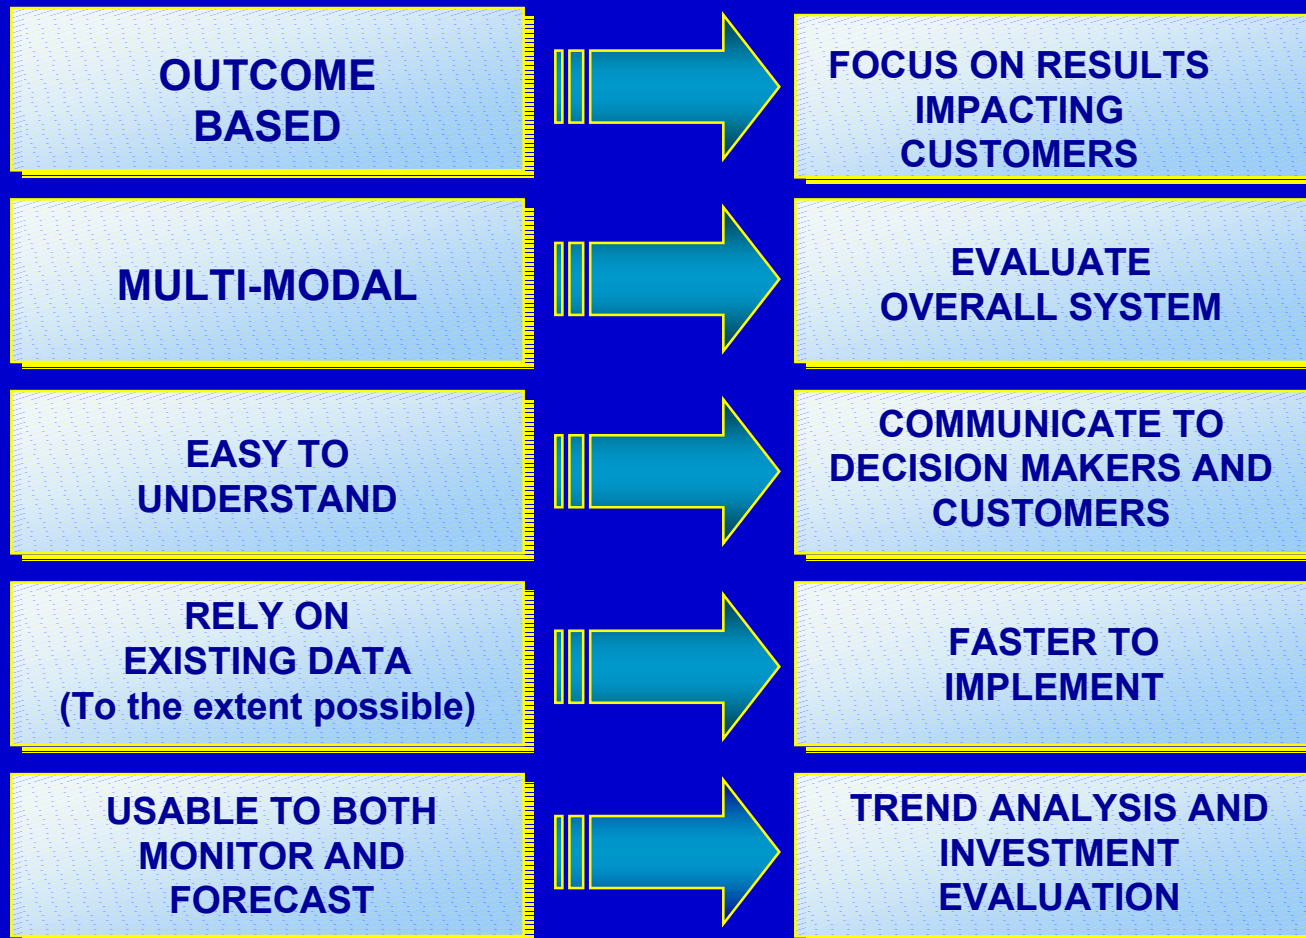 OUTCOME
BASED
FOCUS ON RESULTS
IMPACTING
CUSTOMERS
MULTI-MODAL
EVALUATE
OVERALL SYSTEM
EASY TO
UNDERSTAND
COMMUNICATE TO
DECISION MAKERS AND
CUSTOMERS
RELY ON
EXISTING DATA
(To the extent possible)
FASTER TO
IMPLEMENT
USABLE TO BOTH
MONITOR AND
FORECAST
TREND ANALYSIS AND
INVESTMENT
EVALUATION